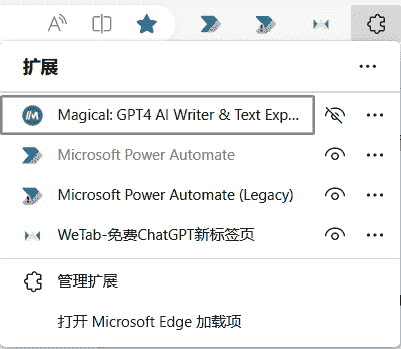 扩展
Magical: GPT4 AI Writer & Text Exp...
Microsoft Power Automate
Microsoft Power Automate (Legacy)
WeTab-免费ChatGPT新标签页
管理扩展
打开 Microsoft Edge 加载项